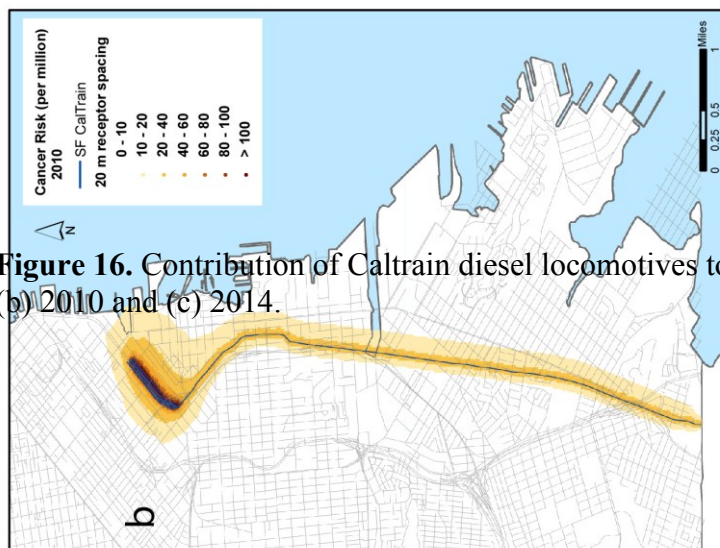 Cancer Risk (per million)
2010
SF CalTrain
20 m receptor spacing
0 - 10
10 - 20
20 - 40
40 - 60
60 - 80
80 - 100
> 100
N
Figure 16. Contribution of Caltrain diesel locomotives to
(b) 2010 and (c) 2014.
b
0 0.25 0.5 1
Miles